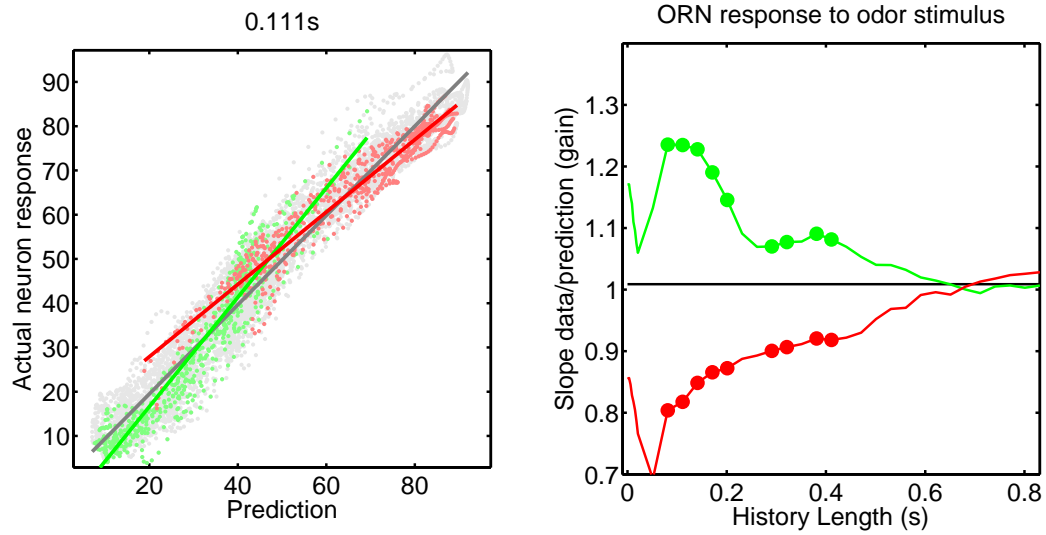 0.111s
Actual neuron response
90
80
70
60
50
40
30
20
10
20 40 60 80
Prediction
ORN response to odor stimulus
Slope data/prediction (gain)
1.3
1.2
1.1
1
0.9
0.8
0.7
0 0.2 0.4 0.6 0.8
History Length (s)